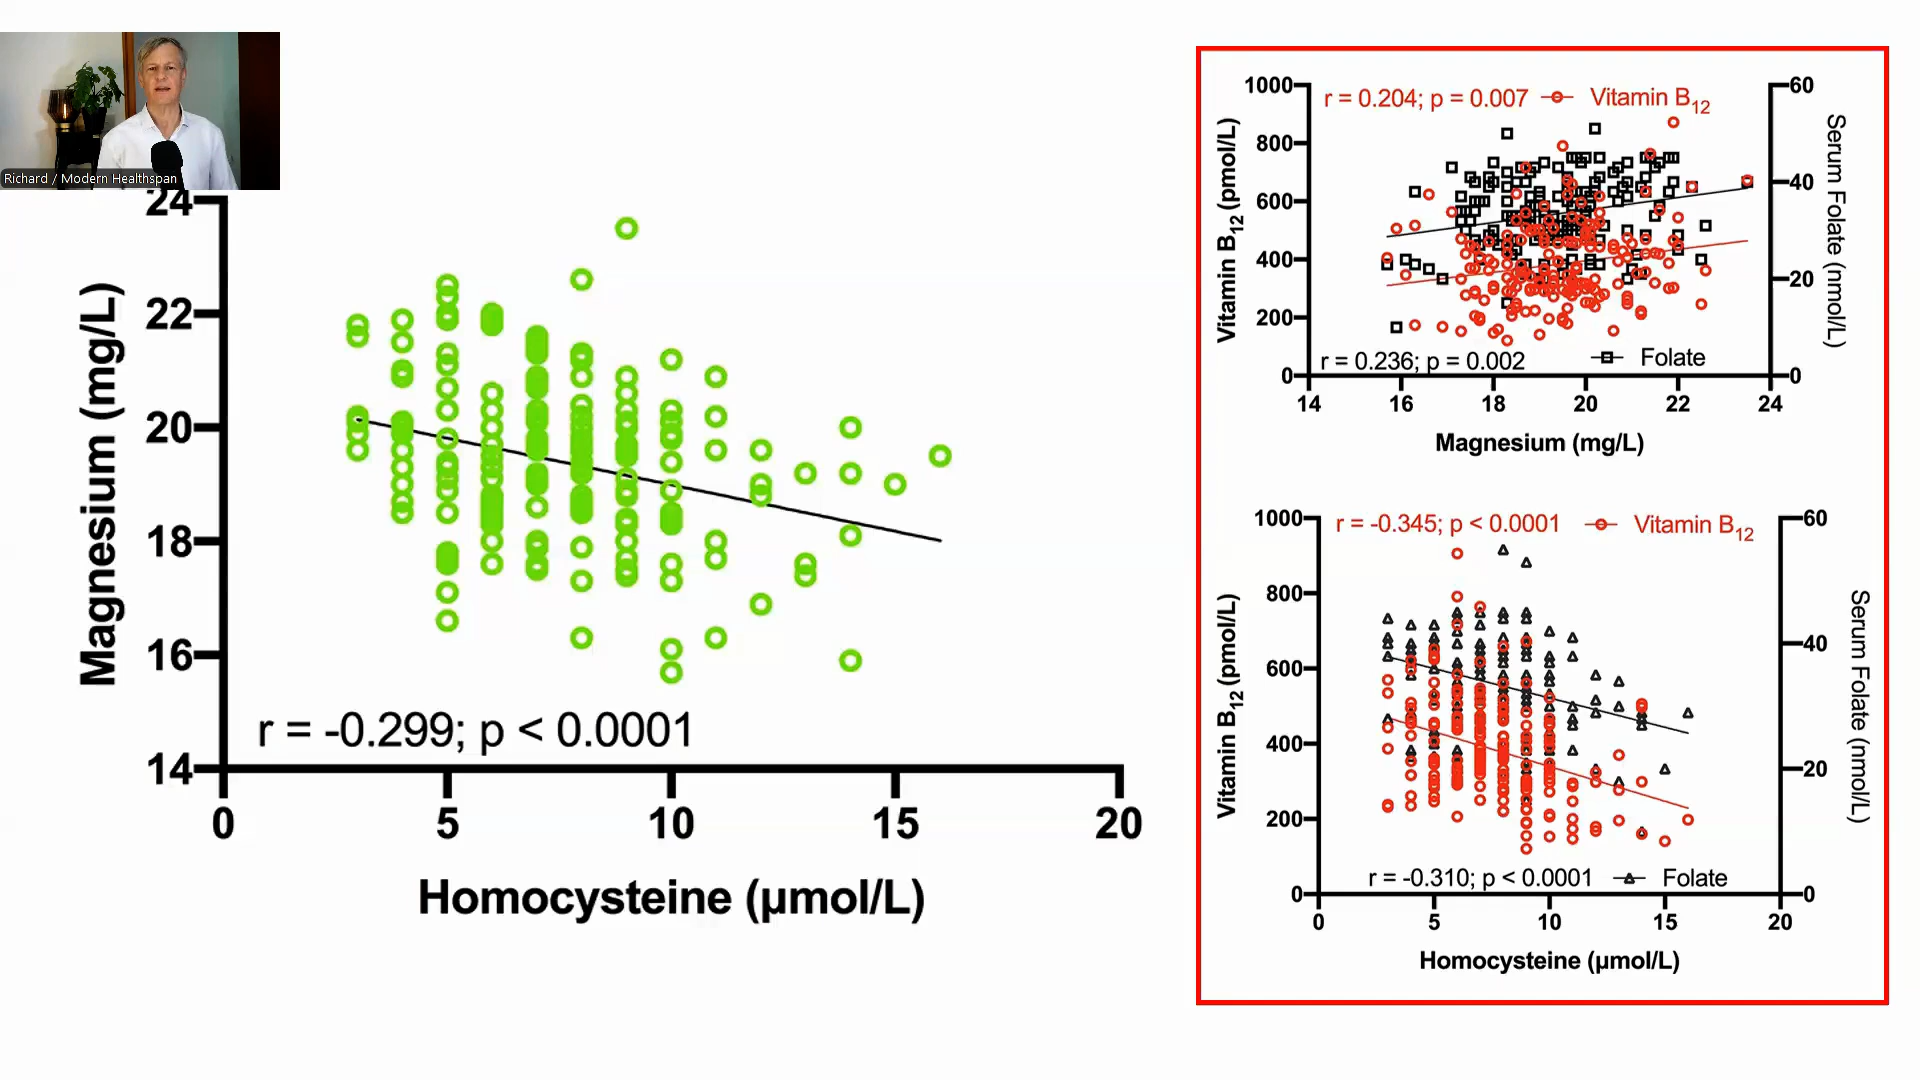 Richard / Modern Healthspan
24
22
20
18
16
14
Magnesium (mg/L)
r = -0.299; p < 0.0001
0 5 10 15 20
Homocysteine (µmol/L)
r = 0.204; p = 0.007 Vitamin B12
1000
800
600
400
200
0
Vitamin B12 (pmol/L)
60
40
20
0
Serum Folate (nmol/L)
r = 0.236; p = 0.002 Folate
14 16 18 20 22 24
Magnesium (mg/L)
r = -0.345; p < 0.0001 Vitamin B12
1000
800
600
400
200
0
Vitamin B12 (pmol/L)
60
40
20
0
Serum Folate (nmol/L)
r = -0.310; p < 0.0001 Folate
0 5 10 15 20
Homocysteine (µmol/L)